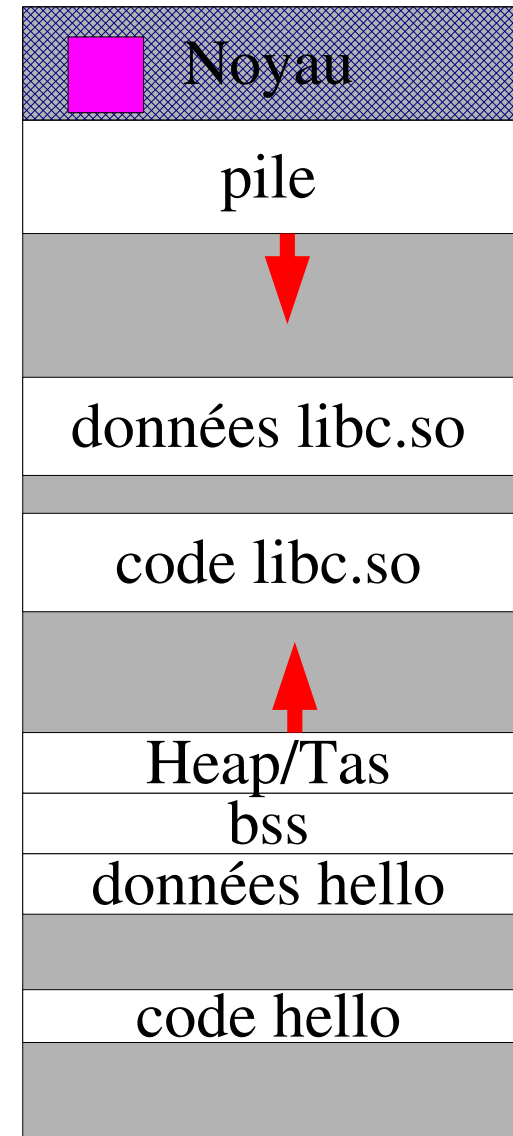 Noyau
pile
données libc.so
code libc.so
Heap/Tas
bss
données hello
code hello